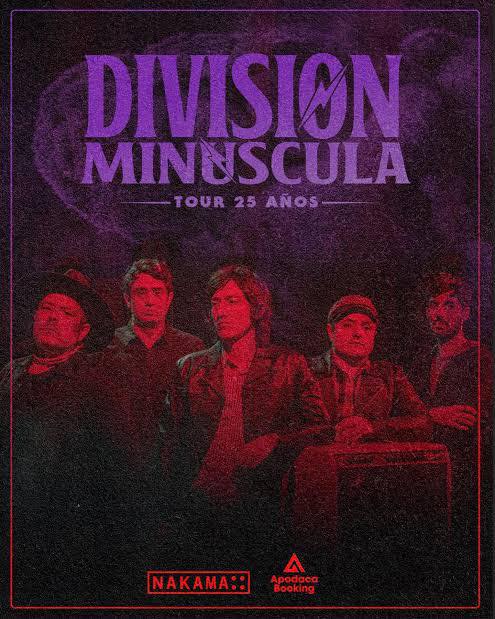 DIVISION
MINUSCULA
TOUR 25 AÑOS
NAKAMA
Apodaca
Booking